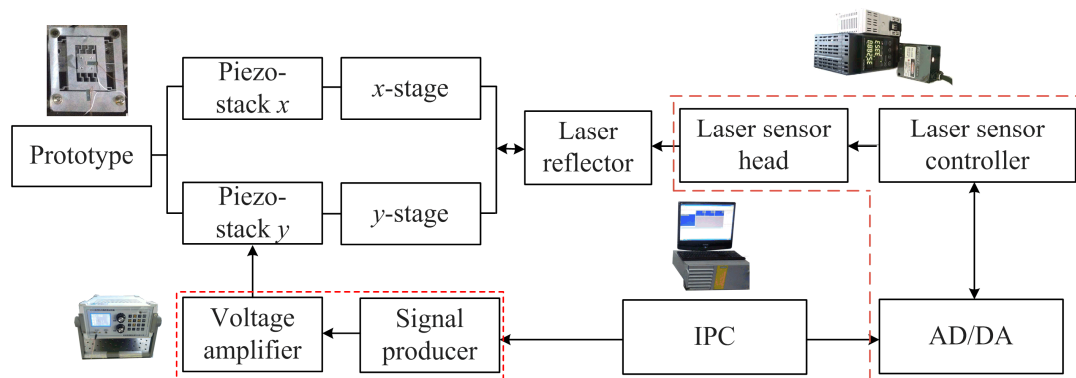 Piezo-
stack x
x-stage
Prototype
Laser
reflector
Laser sensor
head
Laser sensor
controller
Piezo-
stack y
y-stage
Voltage
amplifier
Signal
producer
IPC
AD/DA